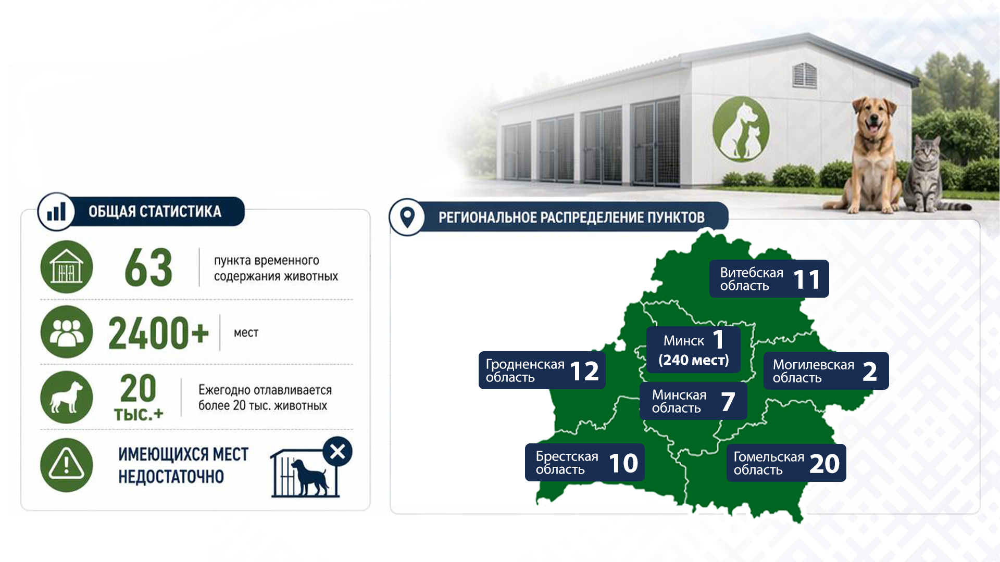 ОБЩАЯ СТАТИСТИКА
63
пункта временного
содержания животных
2400+
мест
20
тыс.+
Ежегодно отлавливается
более 20 тыс. животных
ИМЕЮЩИХСЯ МЕСТ
НЕДОСТАТОЧНО
РЕГИОНАЛЬНОЕ РАСПРЕДЕЛЕНИЕ ПУНКТОВ
Витебская
область
11
Минск 1
(240 мест)
Гродненская
область
12
Могилевская
область
2
Минская
область
7
Брестская
область
10
Гомельская
область
20